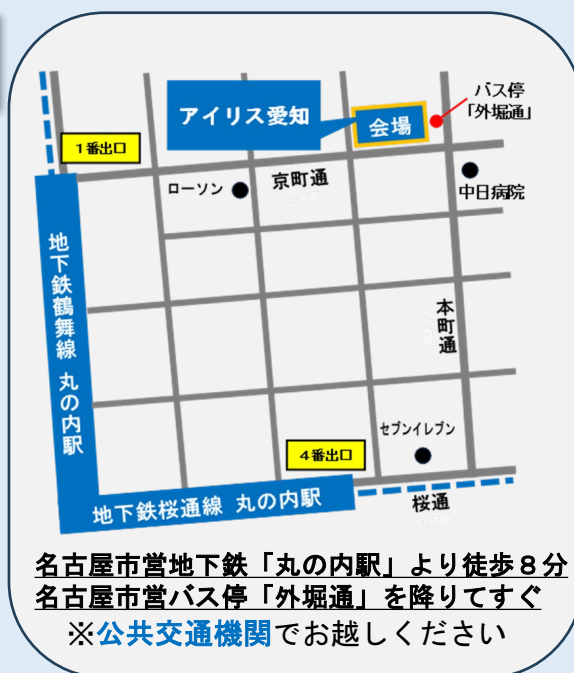 バス停
「外堀通」
アイリス愛知
会場
1番出口
ローソン
京町通
中日病院
地下鉄鶴舞線 丸の内駅
本町通
セブンイレブン
4番出口
地下鉄桜通線 丸の内駅
桜通
名古屋市営地下鉄「丸の内駅」より徒歩８分
名古屋市営バス停「外堀通」を降りてすぐ
※公共交通機関でお越しください